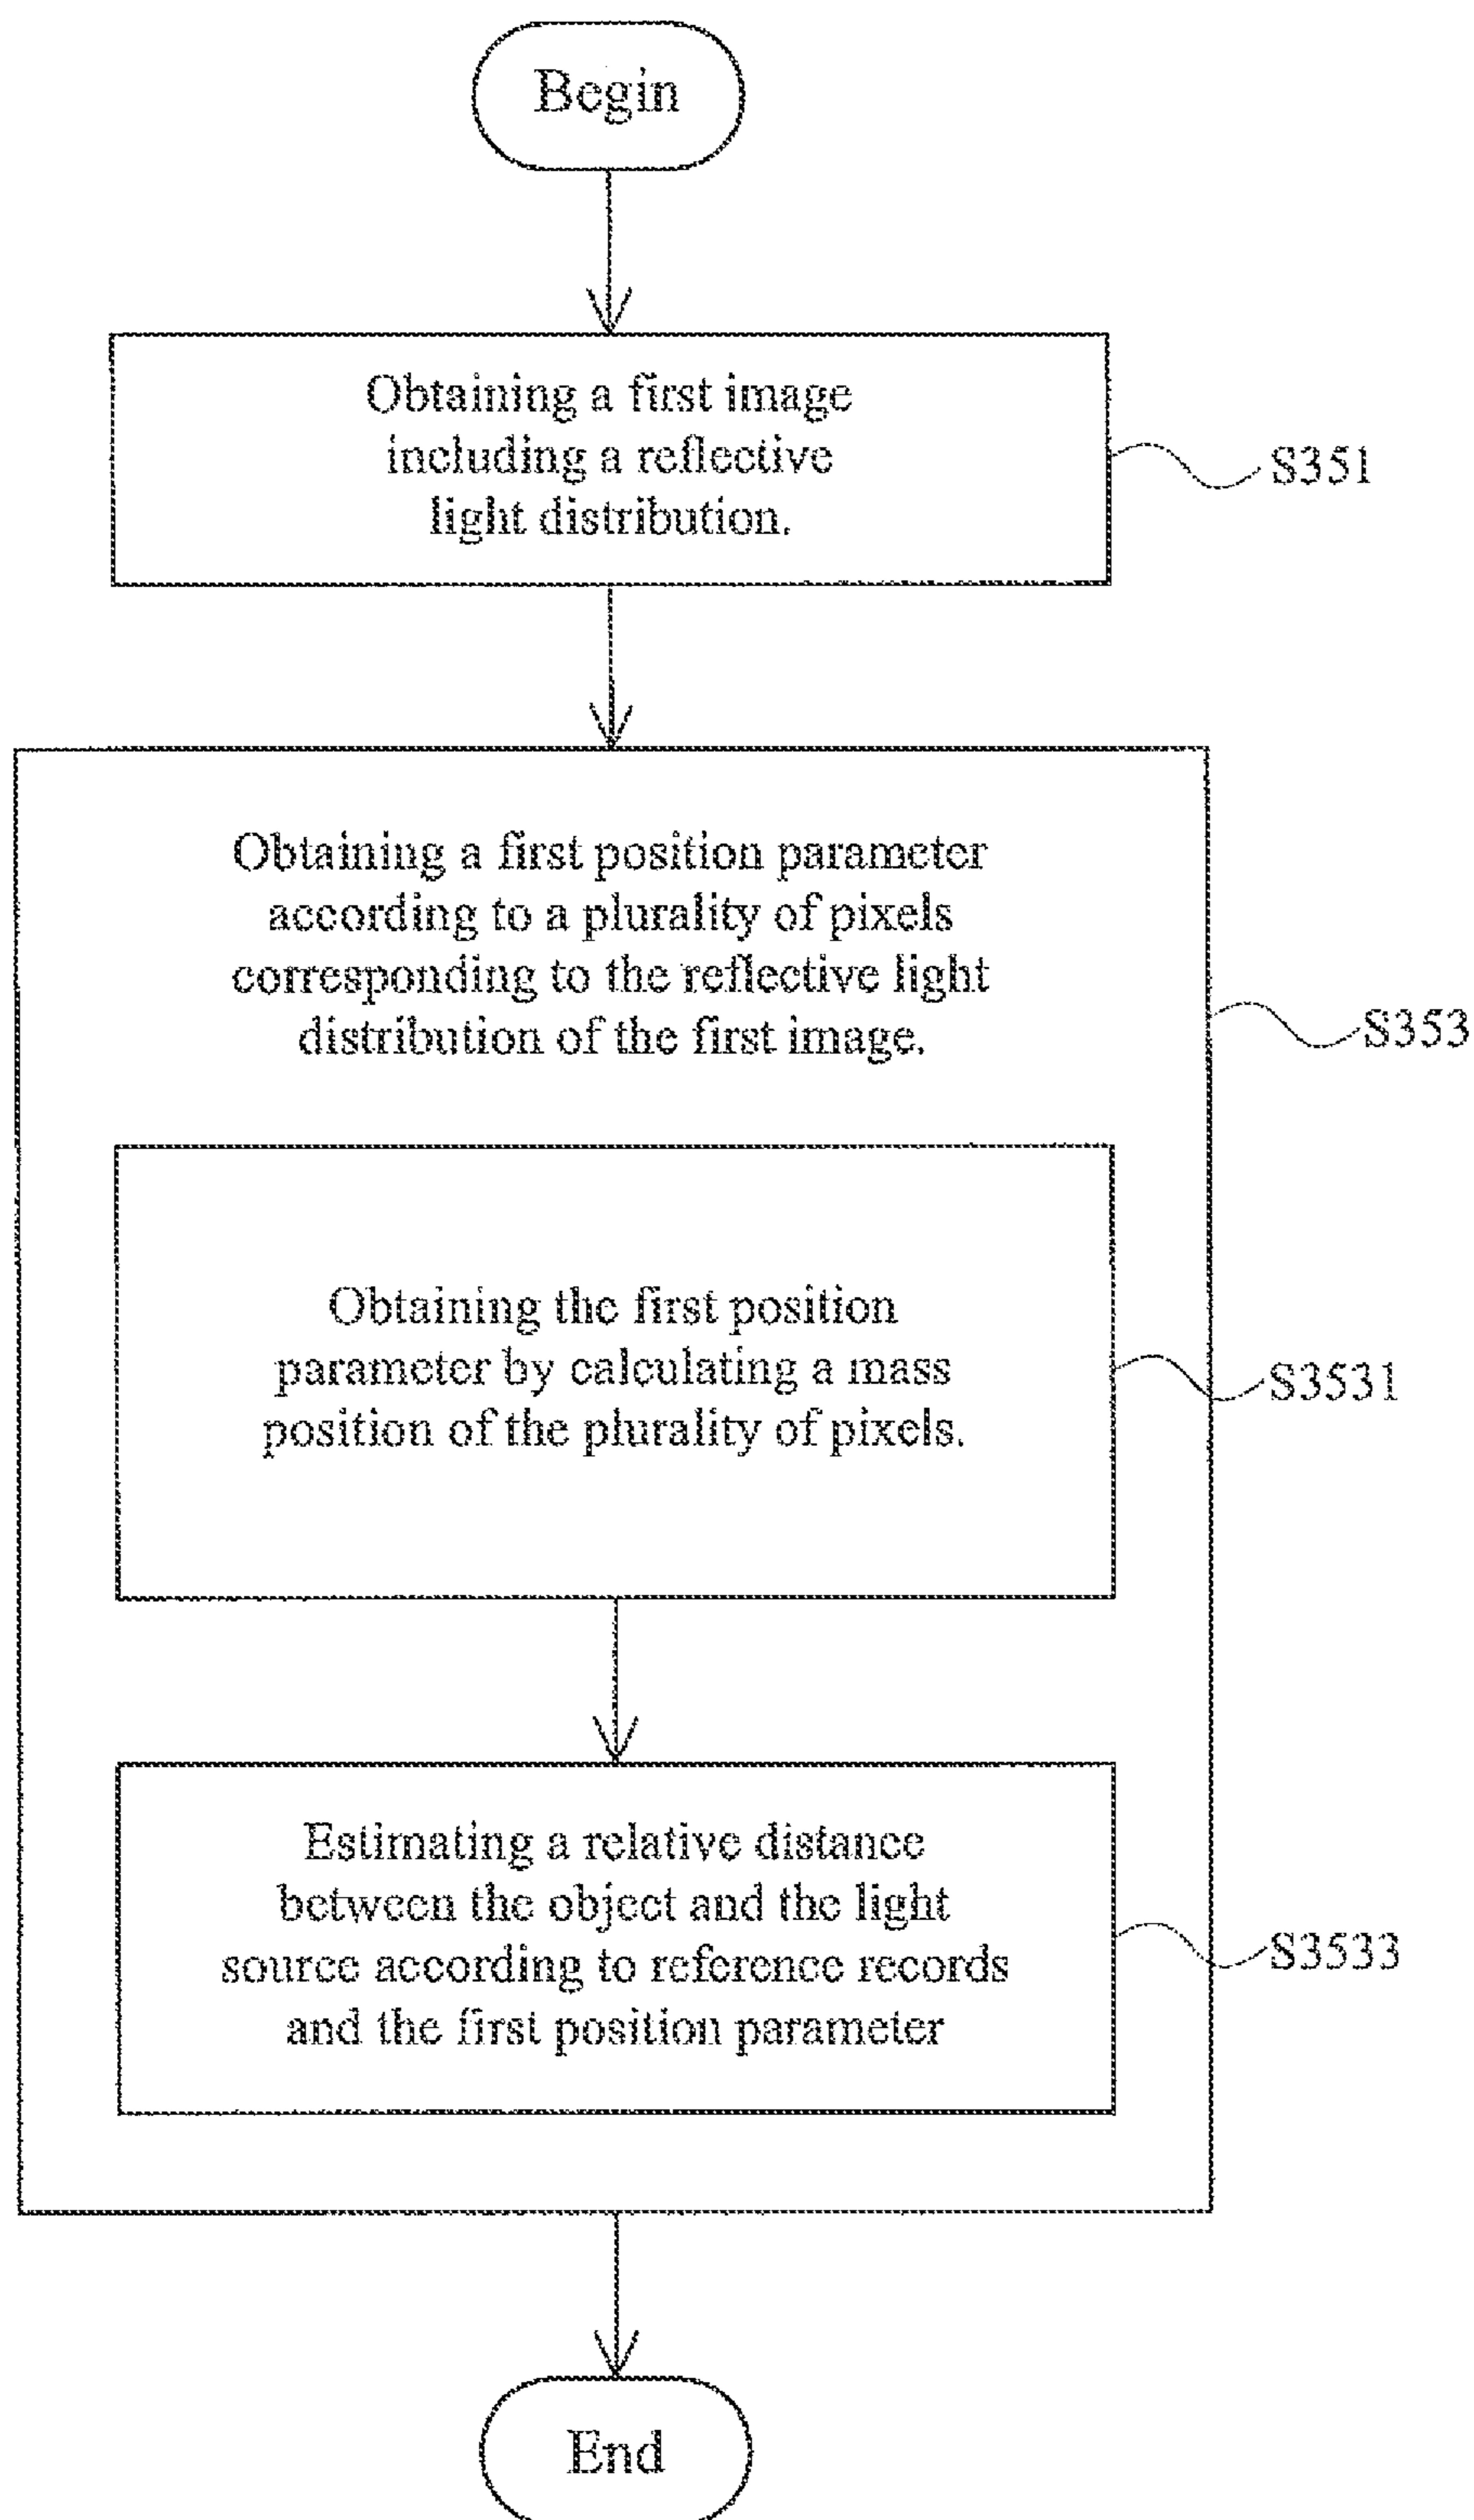 Begin
Obtaining a first image
including a reflective
light distribution.
S351
Obtaining a first position parameter
according to a plurality of pixels
corresponding to the reflective light
distribution of the first image.
S353
Obtaining the first position
parameter by calculating a mass
position of the plurality of pixels.
S3531
Estimating a relative distance
between the object and the light
source according to reference records
and the first position parameter
S3533
End